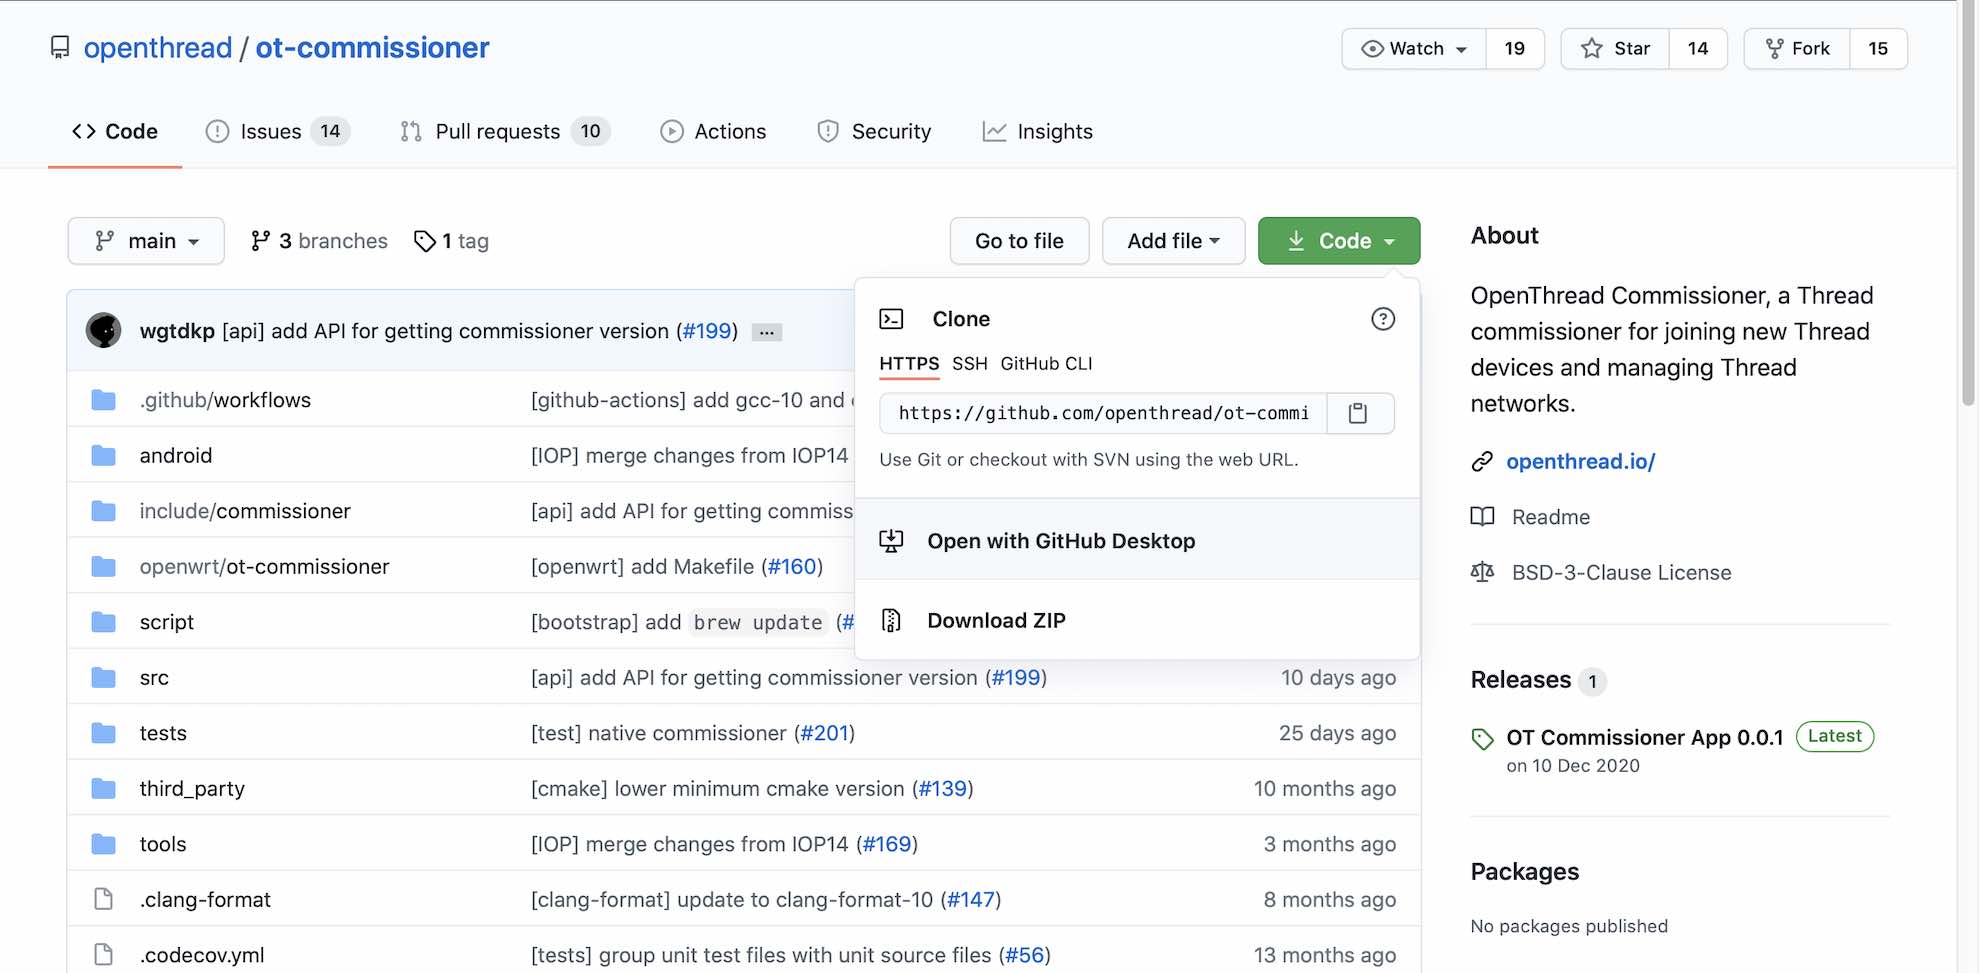 openthread / ot-commissioner
Watch 19 Star 14 Fork 15
Code Issues 14 Pull requests 10 Actions Security Insights
main 3 branches 1 tag Go to file Add file Code
wgtdkp [api] add API for getting commissioner version (#199) ...
.github/workflows [github-actions] add gcc-10 and
android [IOP] merge changes from IOP14
include/commissioner [api] add API for getting commiss
openwrt/ot-commissioner [openwrt] add Makefile (#160)
script [bootstrap] add brew update (#
src [api] add API for getting commissioner version (#199) 10 days ago
tests [test] native commissioner (#201) 25 days ago
third_party [cmake] lower minimum cmake version (#139) 10 months ago
tools [IOP] merge changes from IOP14 (#169) 3 months ago
.clang-format [clang-format] update to clang-format-10 (#147) 8 months ago
.codecov.yml [tests] group unit test files with unit source files (#56) 13 months ago
Clone
HTTPS SSH GitHub CLI
https://github.com/openthread/ot-commi
Use Git or checkout with SVN using the web URL.
Open with GitHub Desktop
Download ZIP
About
OpenThread Commissioner, a Thread
commissioner for joining new Thread
devices and managing Thread
networks.
openthread.io/
Readme
BSD-3-Clause License
Releases 1
OT Commissioner App 0.0.1 Latest
on 10 Dec 2020
Packages
No packages published